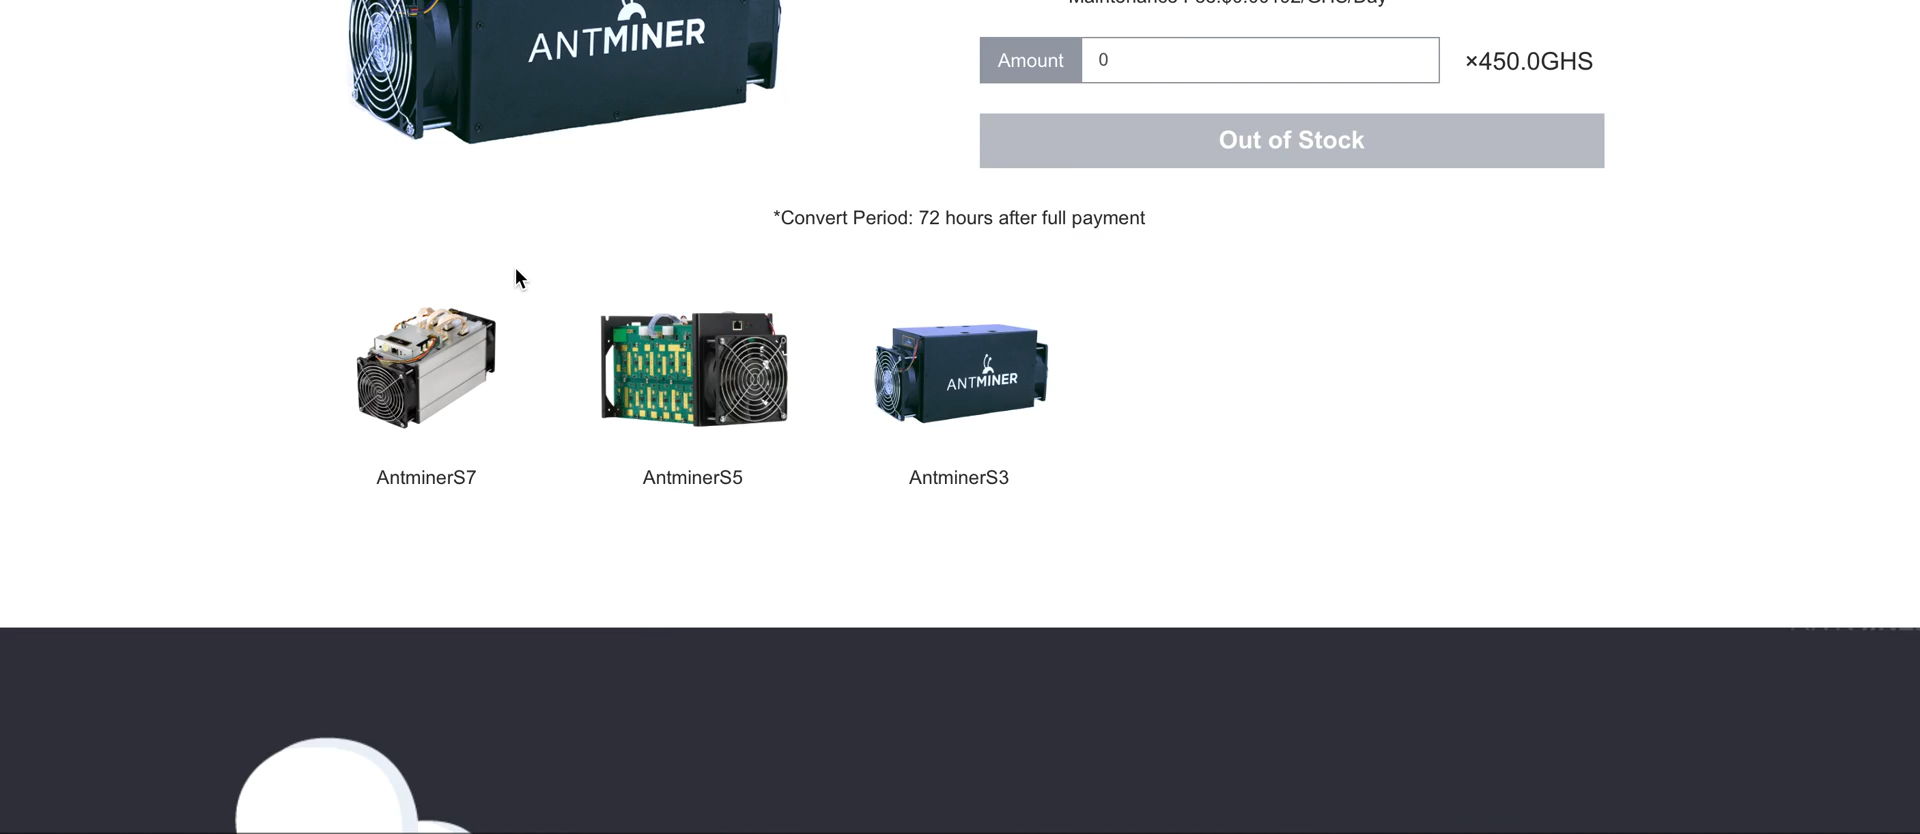 ANTMINER
Amount
0
×450.0GHS
Out of Stock
*Convert Period: 72 hours after full payment
ANTMINER
AntminerS7
AntminerS5
AntminerS3